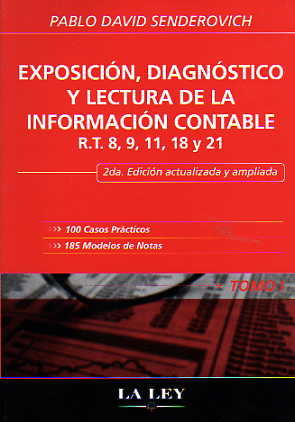 PABLO DAVID SENDEROVICH
EXPOSICIÓN, DIAGNÓSTICO
Y LECTURA DE LA
INFORMACIÓN CONTABLE
R.T. 8, 9, 11, 18 y 21
2da. Edición actualizada y ampliada
>>> 100 Casos Prácticos
>>> 185 Modelos de Notas
TOMO I
LA LEY